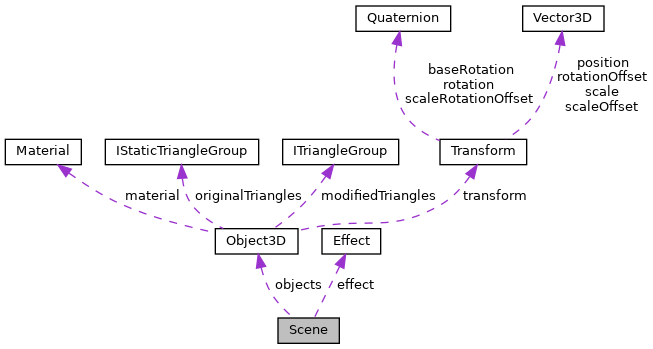 Quaternion
Vector3D
baseRotation
rotation
scaleRotationOffset
position
rotationOffset
scale
scaleOffset
Material
IStaticTriangleGroup
ITriangleGroup
Transform
material
originalTriangles
modifiedTriangles
transform
Object3D
Effect
objects
effect
Scene